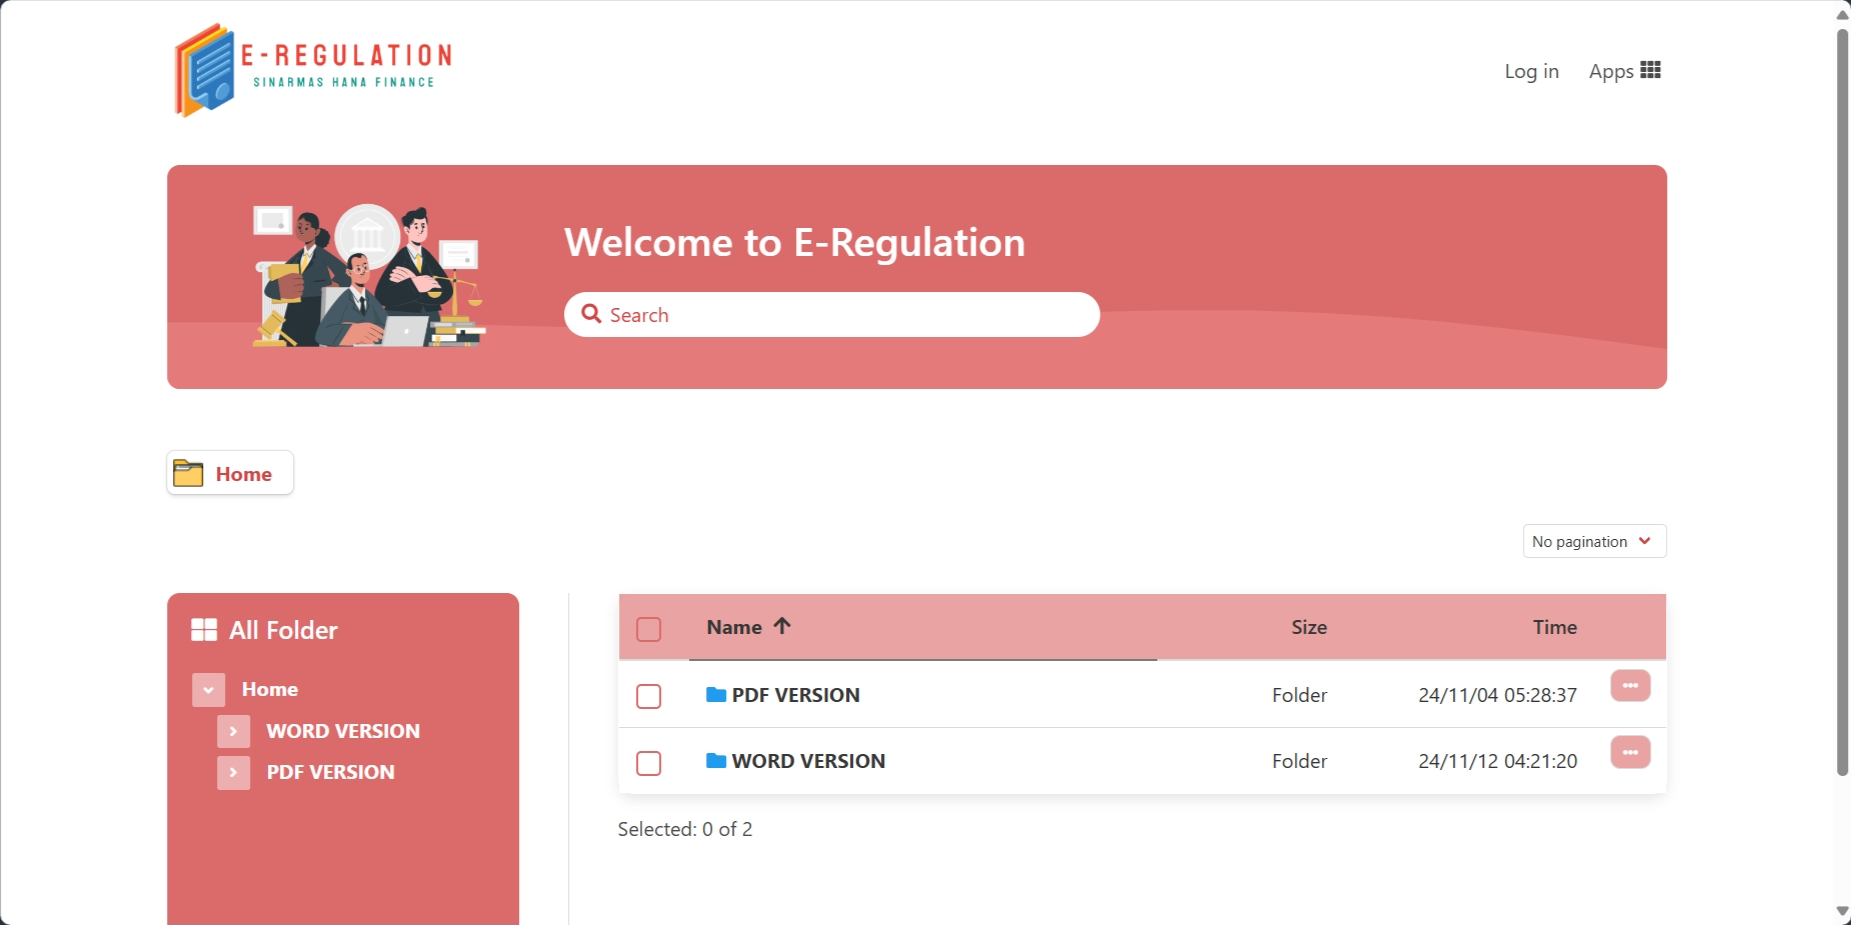 E-REGULATION
SINARMAS HANA FINANCE
Log in
Apps
Welcome to E-Regulation
Search
Home
No pagination
All Folder
Home
WORD VERSION
PDF VERSION
Name Size Time
PDF VERSION Folder 24/11/04 05:28:37
WORD VERSION Folder 24/11/12 04:21:20
Selected: 0 of 2